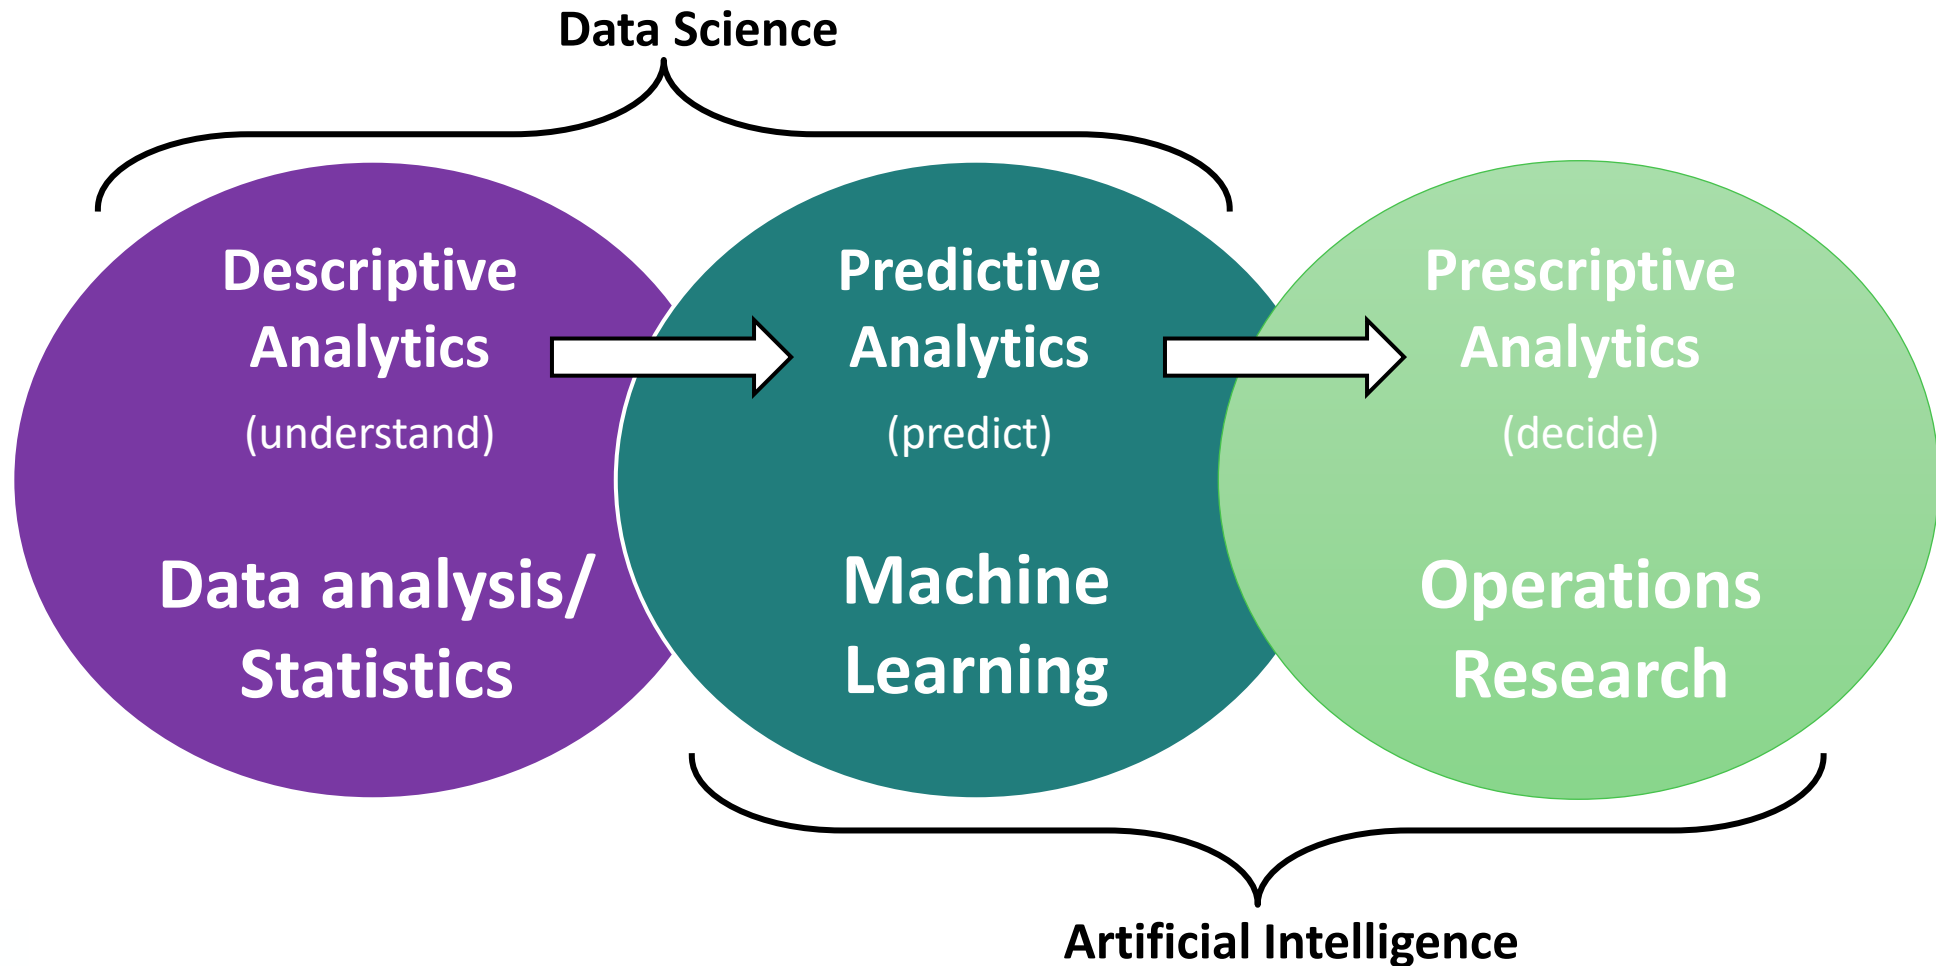 Data Science
Descriptive
Analytics
(understand)
Data analysis/
Statistics
Predictive
Analytics
(predict)
Machine
Learning
Prescriptive
Analytics
(decide)
Operations
Research
Artificial Intelligence